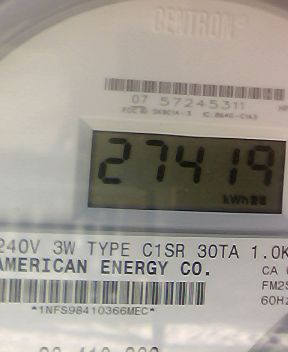 CENTRON
07 57245311
27419
kWh
240V 3W TYPE C1SR 30TA 1.0K
AMERICAN ENERGY CO.
CA
FM2S
60Hz
*1NFS98410366MEC*